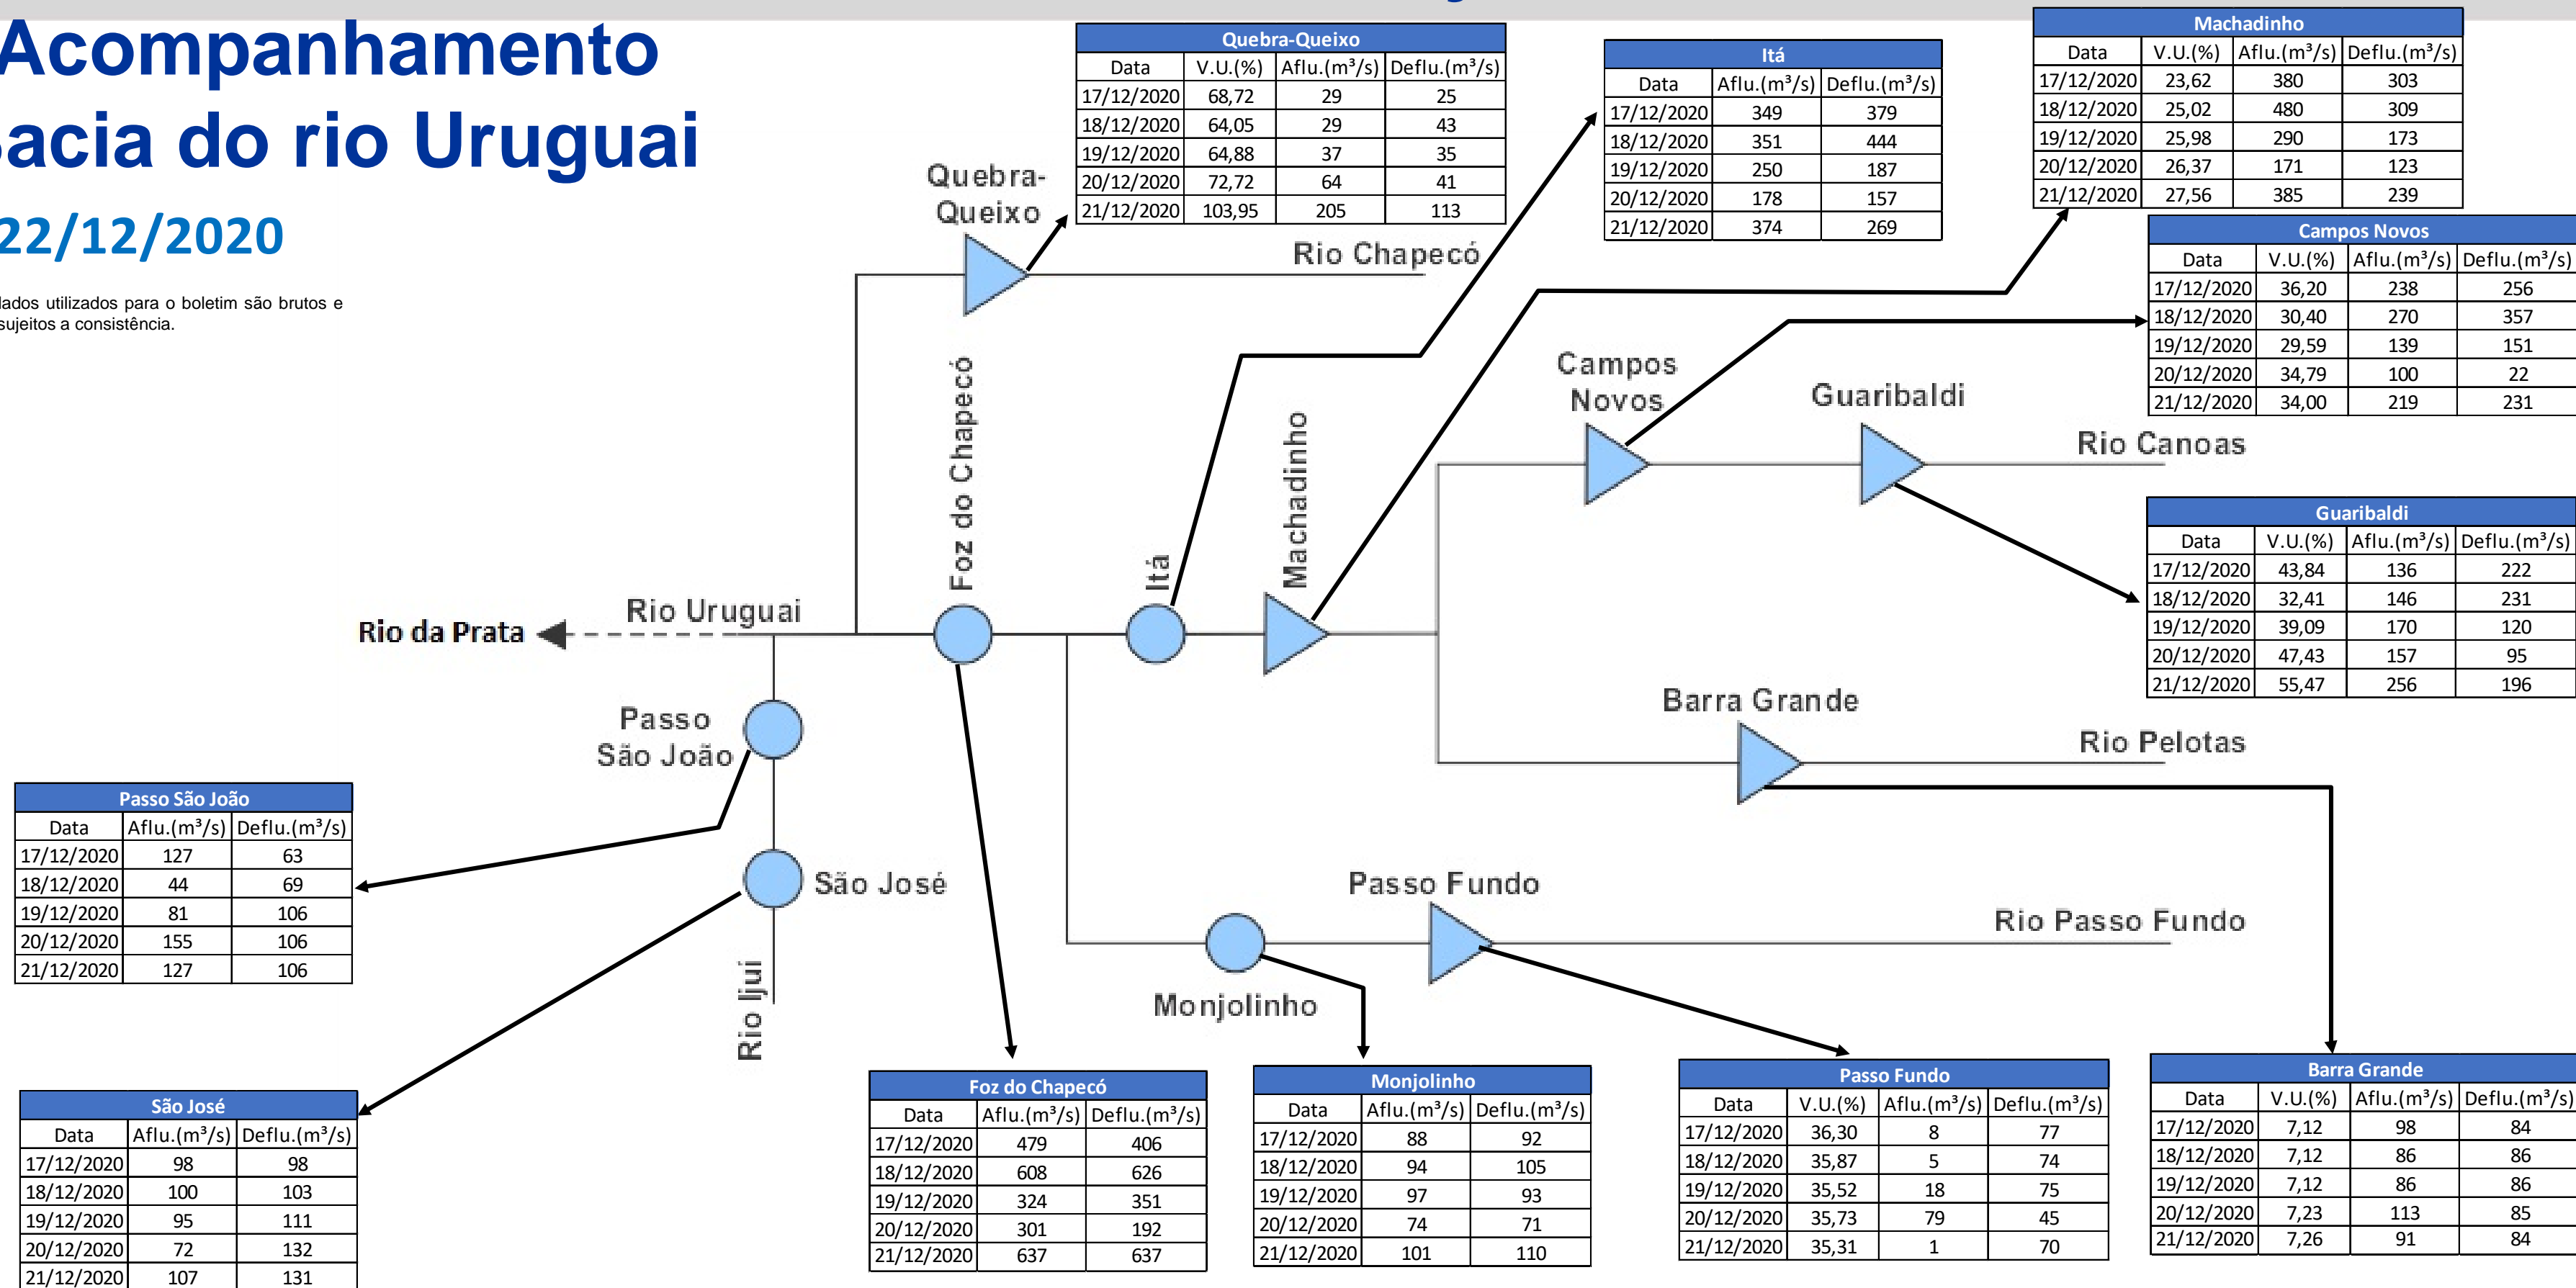 Acompanhamento
acia do rio Uruguai
22/12/2020
dados utilizados para o boletim são brutos e
sujeitos a consistência.
Quebra-Queixo
Data V.U.(%) Aflu.(m³/s) Deflu.(m³/s)
17/12/2020 68,72 29 25
18/12/2020 64,05 29 43
19/12/2020 64,88 37 35
20/12/2020 72,72 64 41
21/12/2020 103,95 205 113
Itá
Data Aflu.(m³/s) Deflu.(m³/s)
17/12/2020 349 379
18/12/2020 351 444
19/12/2020 250 187
20/12/2020 178 157
21/12/2020 374 269
Machadinho
Data V.U.(%) Aflu.(m³/s) Deflu.(m³/s)
17/12/2020 23,62 380 303
18/12/2020 25,02 480 309
19/12/2020 25,98 290 173
20/12/2020 26,37 171 123
21/12/2020 27,56 385 239
Campos Novos
Data V.U.(%) Aflu.(m³/s) Deflu.(m³/s)
17/12/2020 36,20 238 256
18/12/2020 30,40 270 357
19/12/2020 29,59 139 151
20/12/2020 34,79 100 22
21/12/2020 34,00 219 231
Quebra-
Queixo
Rio Chapecó
Foz do Chapecó
Itá
Machadinho
Campos
Novos
Guaribaldi
Rio Canoas
Guaribaldi
Data V.U.(%) Aflu.(m³/s) Deflu.(m³/s)
17/12/2020 43,84 136 222
18/12/2020 32,41 146 231
19/12/2020 39,09 170 120
20/12/2020 47,43 157 95
21/12/2020 55,47 256 196
Rio da Prata
Rio Uruguai
Barra Grande
Rio Pelotas
Passo
São João
São José
Rio Ijuí
Passo Fundo
Rio Passo Fundo
Monjolinho
Passo São João
Data Aflu.(m³/s) Deflu.(m³/s)
17/12/2020 127 63
18/12/2020 44 69
19/12/2020 81 106
20/12/2020 155 106
21/12/2020 127 106
São José
Data Aflu.(m³/s) Deflu.(m³/s)
17/12/2020 98 98
18/12/2020 100 103
19/12/2020 95 111
20/12/2020 72 132
21/12/2020 107 131
Foz do Chapecó
Data Aflu.(m³/s) Deflu.(m³/s)
17/12/2020 479 406
18/12/2020 608 626
19/12/2020 324 351
20/12/2020 301 192
21/12/2020 637 637
Monjolinho
Data Aflu.(m³/s) Deflu.(m³/s)
17/12/2020 88 92
18/12/2020 94 105
19/12/2020 97 93
20/12/2020 74 71
21/12/2020 101 110
Passo Fundo
Data V.U.(%) Aflu.(m³/s) Deflu.(m³/s)
17/12/2020 36,30 8 77
18/12/2020 35,87 5 74
19/12/2020 35,52 18 75
20/12/2020 35,73 79 45
21/12/2020 35,31 1 70
Barra Grande
Data V.U.(%) Aflu.(m³/s) Deflu.(m³/s)
17/12/2020 7,12 98 84
18/12/2020 7,12 86 86
19/12/2020 7,12 86 86
20/12/2020 7,23 113 85
21/12/2020 7,26 91 84